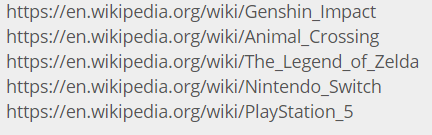 https://en.wikipedia.org/wiki/Genshin_Impact
https://en.wikipedia.org/wiki/Animal_Crossing
https://en.wikipedia.org/wiki/The_Legend_of_Zelda
https://en.wikipedia.org/wiki/Nintendo_Switch
https://en.wikipedia.org/wiki/PlayStation_5